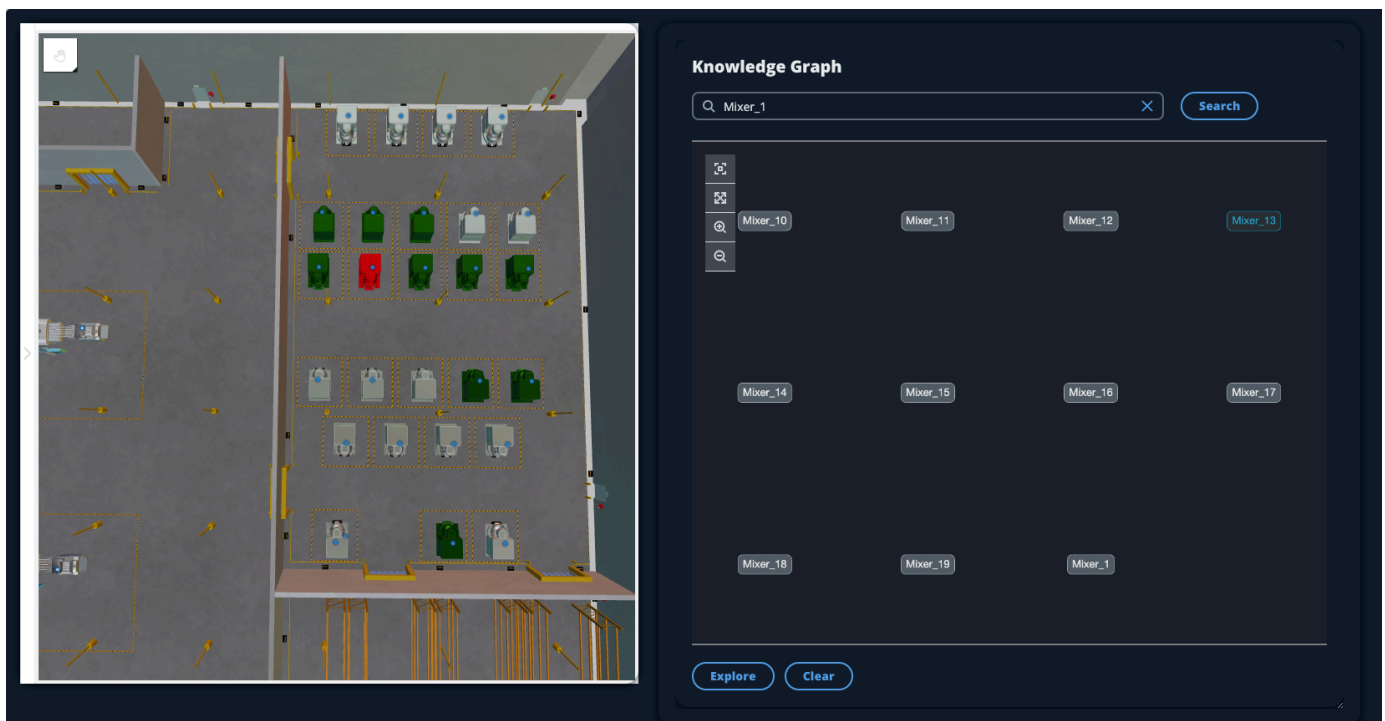 Knowledge Graph
Mixer_1
Search
Mixer_10 Mixer_11 Mixer_12 Mixer_13
Mixer_14 Mixer_15 Mixer_16 Mixer_17
Mixer_18 Mixer_19 Mixer_1
Explore Clear